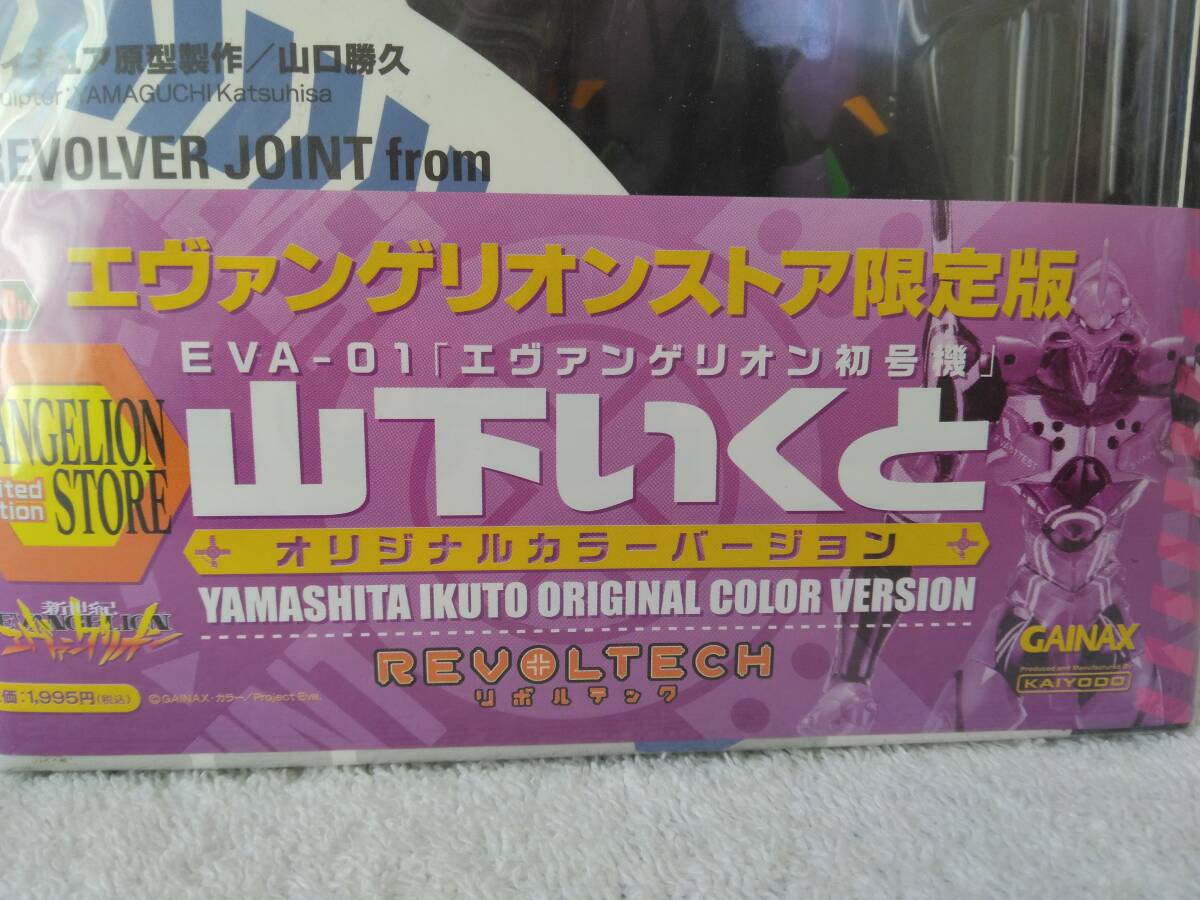 ィギュア原型製作/山口勝久
ulptor:YAMAGUCHI Katsuhisa
REVOLVER JOINT from
エヴァンゲリオンストア限定版
EVA-01「エヴァンゲリオン初号機」
山下いくと
オリジナルカラーバージョン
YAMASHITA IKUTO ORIGINAL COLOR VERSION
REVOLTECH
リボルテック
ANGELION
STORE
ited
tion
新世紀
EVANGELION
エヴァンゲリオン
価:1,995円(税込)
©GAINAX・カラー/Project Eva.
GAINAX
Produced and Manufactured By
KAIYODO